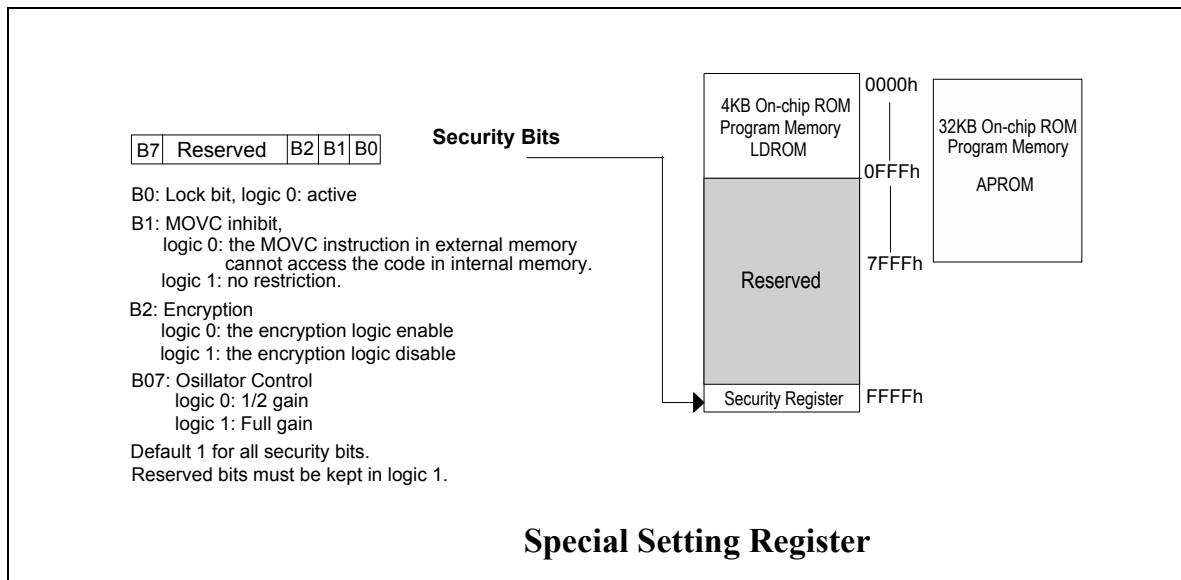 B7 Reserved B2 B1 B0
Security Bits
B0: Lock bit, logic 0: active
B1: MOVC inhibit,
logic 0: the MOVC instruction in external memory
cannot access the code in internal memory.
logic 1: no restriction.
B2: Encryption
logic 0: the encryption logic enable
logic 1: the encryption logic disable
B07: Osillator Control
logic 0: 1/2 gain
logic 1: Full gain
Default 1 for all security bits.
Reserved bits must be kept in logic 1.
4KB On-chip ROM
Program Memory
LDROM
Reserved
Security Register
0000h
0FFFh
7FFFh
FFFFh
32KB On-chip ROM
Program Memory
APROM
Special Setting Register